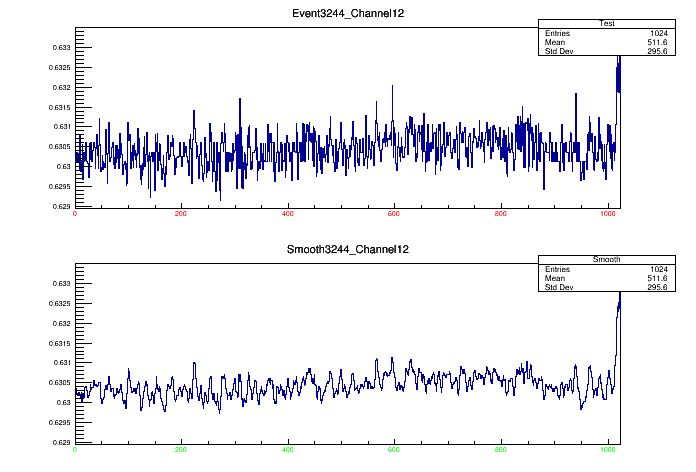 Event3244_Channel12
Test
Entries 1024
Mean 511.6
Std Dev 295.6
0.633
0.6325
0.632
0.6315
0.631
0.6305
0.63
0.6295
0.629
0 200 400 600 800 1000
Smooth3244_Channel12
Smooth
Entries 1024
Mean 511.6
Std Dev 295.6
0.633
0.6325
0.632
0.6315
0.631
0.6305
0.63
0.6295
0.629
0 200 400 600 800 1000